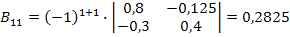 B₁₁ = (−1)¹⁺¹ · | 0,8 −0,125 |
| −0,3 0,4 | = 0,2825